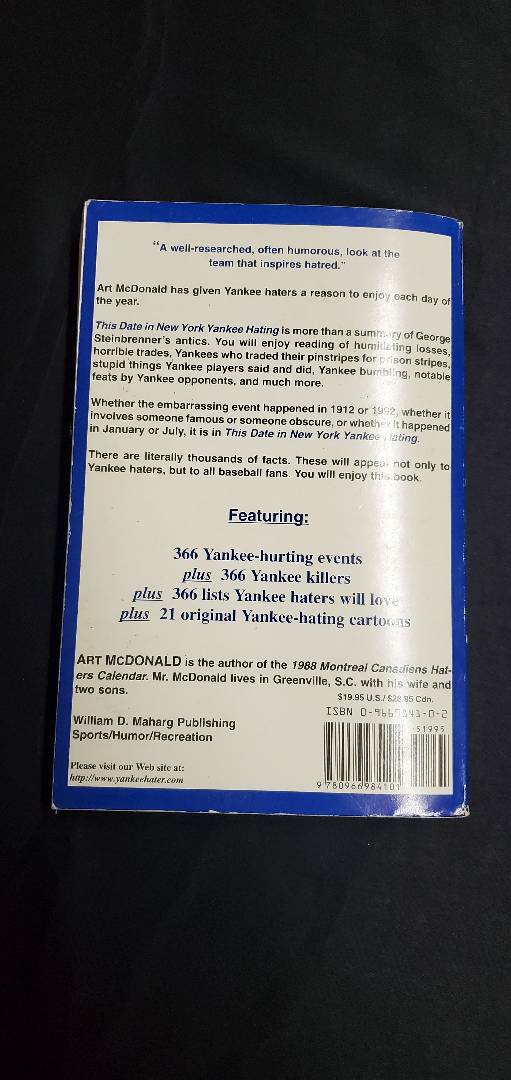 “A well-researched, often humorous, look at the
team that inspires hatred.”
Art McDonald has given Yankee haters a reason to enjoy each day of
the year.
This Date in New York Yankee Hating is more than a summary of George
Steinbrenner's antics. You will enjoy reading of humiliating losses,
horrible trades, Yankees who traded their pinstripes for prison stripes,
stupid things Yankee players said and did, Yankee bumbling, notable
feats by Yankee opponents, and much more.
Whether the embarrassing event happened in 1912 or 1992, whether it
involves someone famous or someone obscure, or whether it happened
in January or July, it is in This Date in New York Yankee Hating.
There are literally thousands of facts. These will appeal not only to
Yankee haters, but to all baseball fans. You will enjoy this book.
Featuring:
366 Yankee-hurting events
plus 366 Yankee killers
plus 366 lists Yankee haters will love
plus 21 original Yankee-hating cartoons
ART MCDONALD is the author of the 1988 Montreal Canadiens Hat-
ers Calendar. Mr. McDonald lives in Greenville, S.C. with his wife and
two sons.
$19.95 U.S./ $28.95 Cdn.
William D. Maharg Publishing
Sports/Humor/Recreation
ISBN 0-9669841-0-2
51995
Please visit our Web site at:
http://www.yankeehater.com
9 780966984101